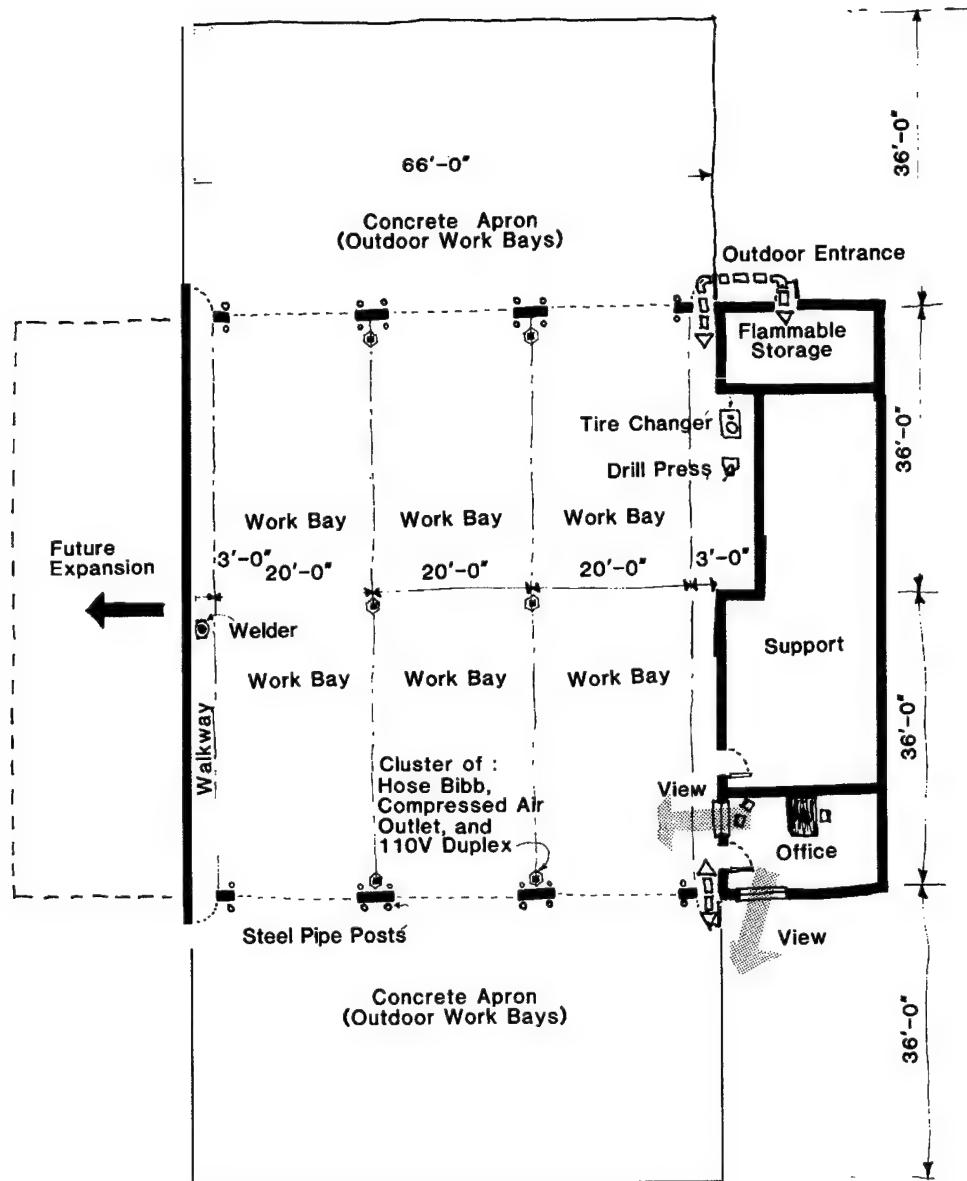 66'-0"
36'-0"
Concrete Apron
(Outdoor Work Bays)
Outdoor Entrance
Flammable
Storage
36'-0"
Tire Changer
Drill Press
Work Bay
Work Bay
Work Bay
Future
Expansion
3'-0"
20'-0"
20'-0"
20'-0"
3'-0"
Welder
Support
Work Bay
Work Bay
Work Bay
36'-0"
Walkway
Cluster of :
Hose Bibb,
Compressed Air
Outlet, and
110V Duplex
View
Office
Steel Pipe Posts
View
Concrete Apron
(Outdoor Work Bays)
36'-0"